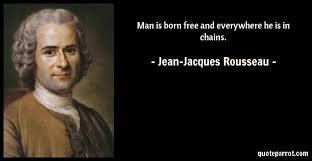 Man is born free and everywhere he is in
chains.
- Jean-Jacques Rousseau -
quoteparrot.com